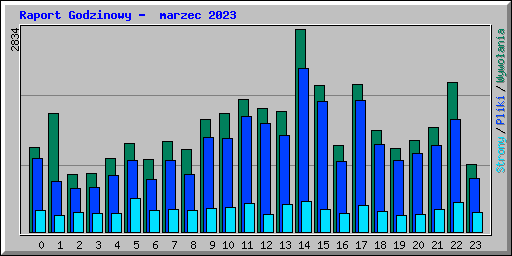 Raport Godzinowy -  marzec 2023
2834
Strony/Pliki/Wywolania
0 1 2 3 4 5 6 7 8 9 10 11 12 13 14 15 16 17 18 19 20 21 22 23